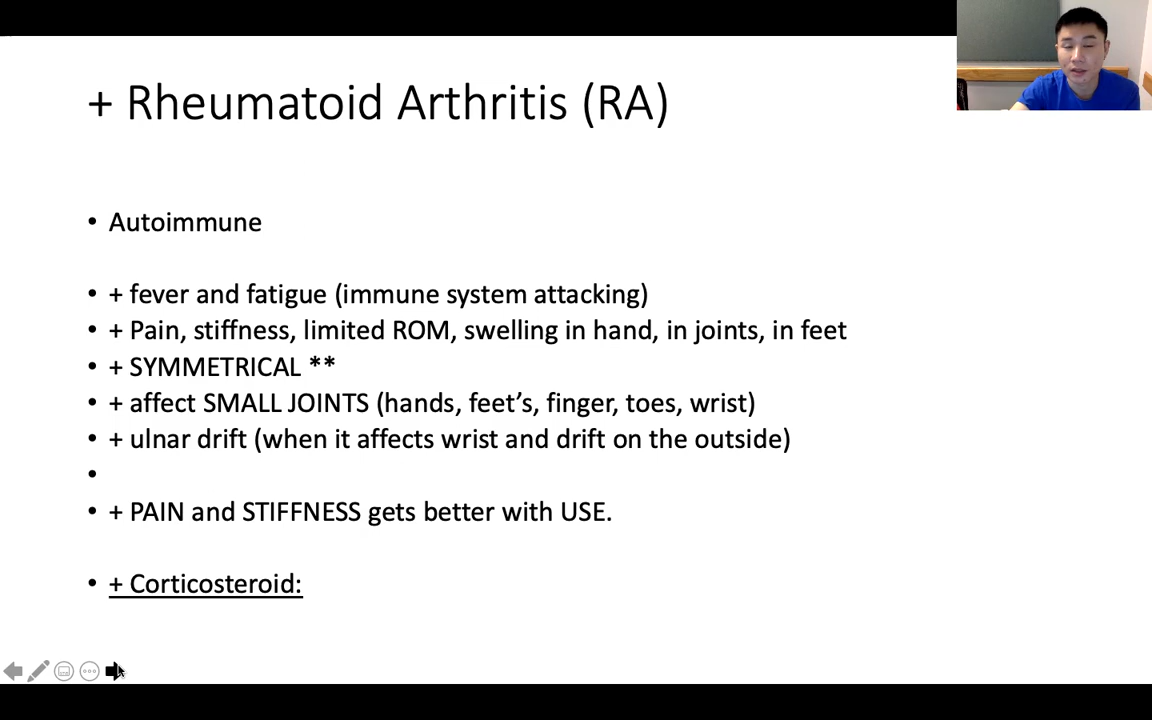 + Rheumatoid Arthritis (RA)
• Autoimmune
• + fever and fatigue (immune system attacking)
• + Pain, stiffness, limited ROM, swelling in hand, in joints, in feet
• + SYMMETRICAL **
• + affect SMALL JOINTS (hands, feet’s, finger, toes, wrist)
• + ulnar drift (when it affects wrist and drift on the outside)
•
• + PAIN and STIFFNESS gets better with USE.
• + Corticosteroid: